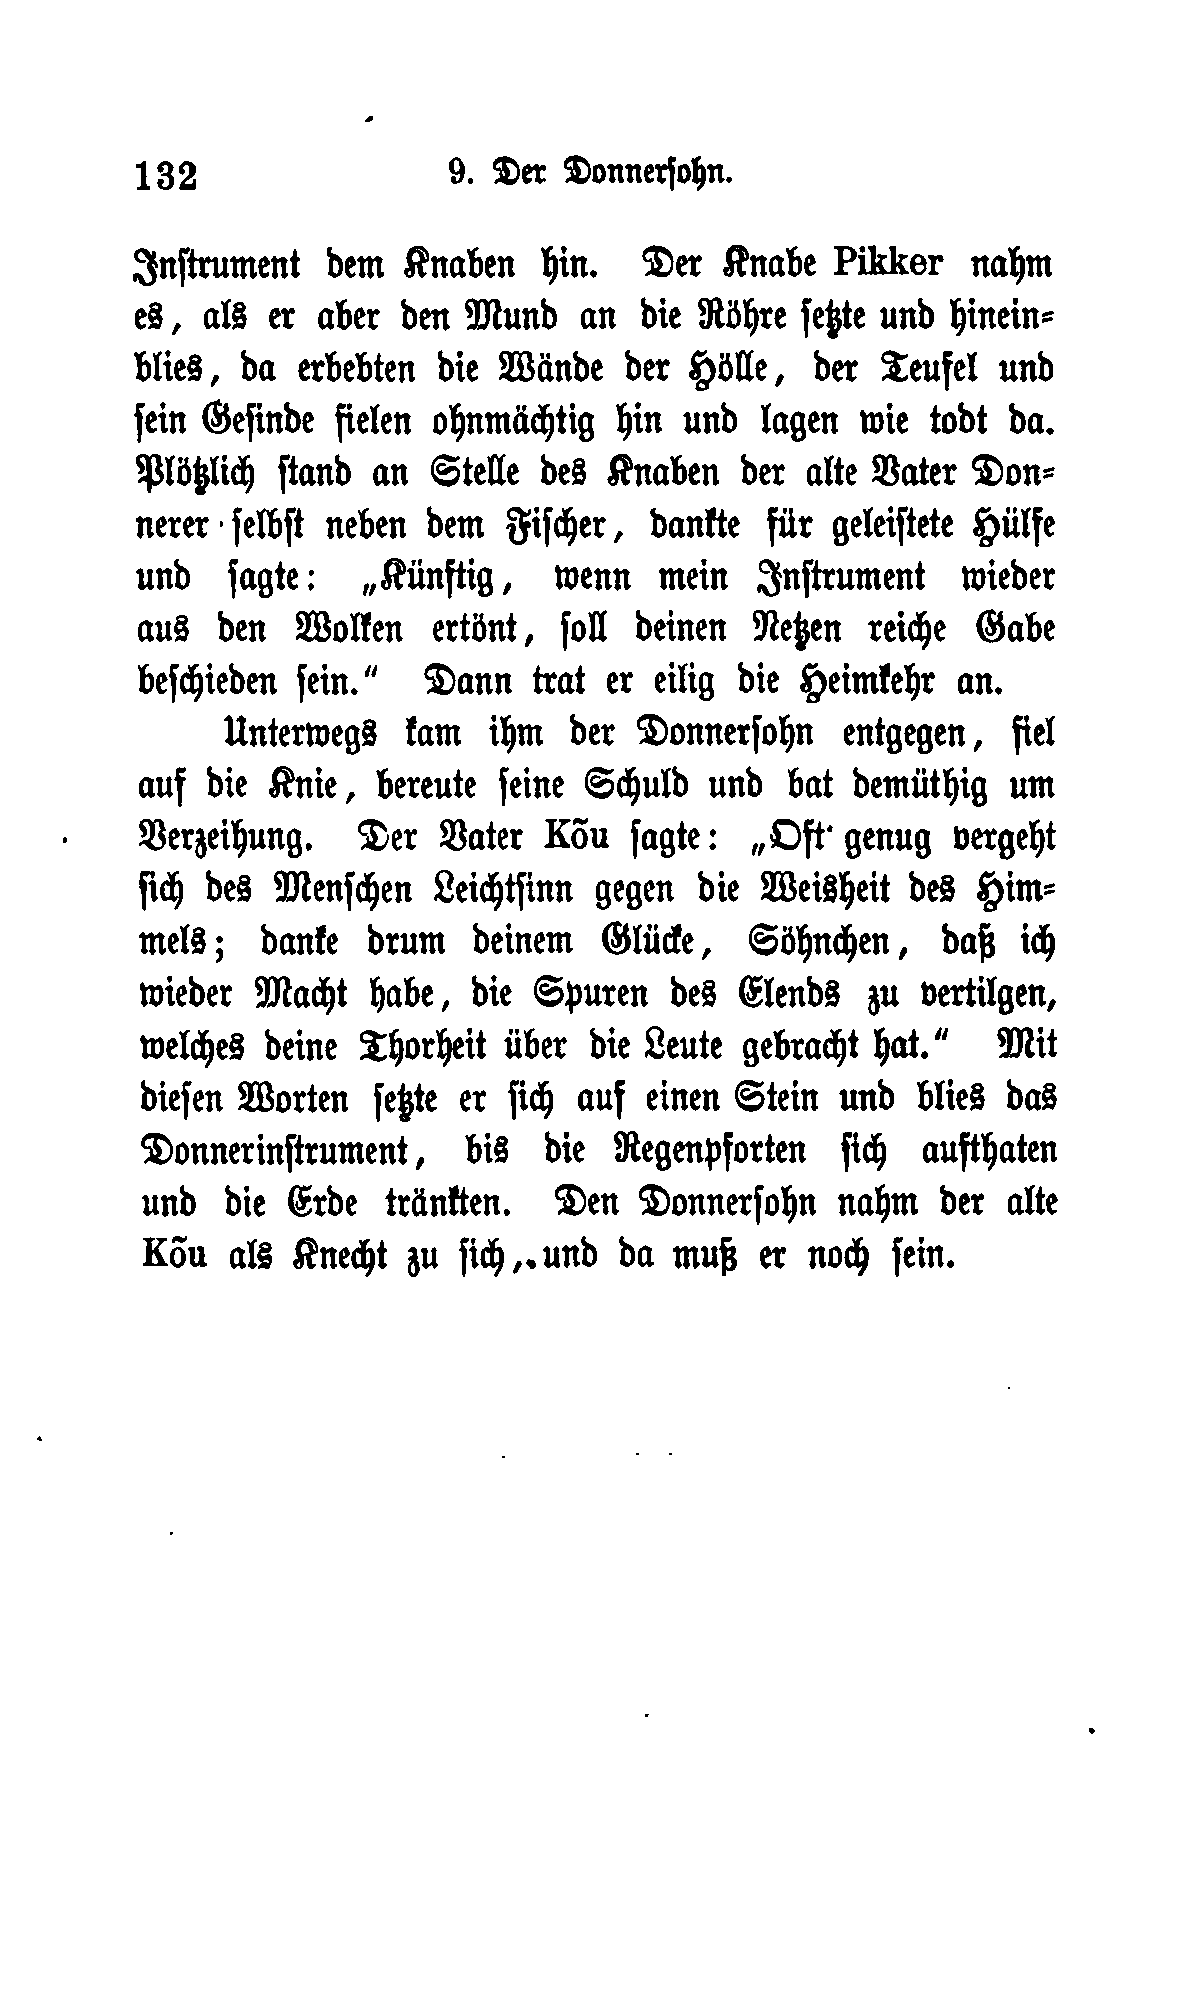 132 9. Der Donnersohn.
Instrument dem Knaben hin. Der Knabe Pikker nahm
es, als er aber den Mund an die Röhre setzte und hinein-
blies, da erbebten die Wände der Hölle, der Teufel und
sein Gesinde fielen ohnmächtig hin und lagen wie todt da.
Plötzlich stand an Stelle des Knaben der alte Vater Don-
nerer selbst neben dem Fischer, dankte für geleistete Hülfe
und sagte: „Künftig, wenn mein Instrument wieder
aus den Wolken ertönt, soll deinen Netzen reiche Gabe
beschieden sein.“ Dann trat er eilig die Heimkehr an.
Unterwegs kam ihm der Donnersohn entgegen, fiel
auf die Knie, bereute seine Schuld und bat demüthig um
Verzeihung. Der Vater Kõu sagte: „Oft genug vergeht
sich des Menschen Leichtsinn gegen die Weisheit des Him-
mels; danke drum deinem Glücke, Söhnchen, daß ich
wieder Macht habe, die Spuren des Elends zu vertilgen,
welches deine Thorheit über die Leute gebracht hat.“ Mit
diesen Worten setzte er sich auf einen Stein und blies das
Donnerinstrument, bis die Regenpforten sich aufthaten
und die Erde tränkten. Den Donnersohn nahm der alte
Kõu als Knecht zu sich, und da muß er noch sein.